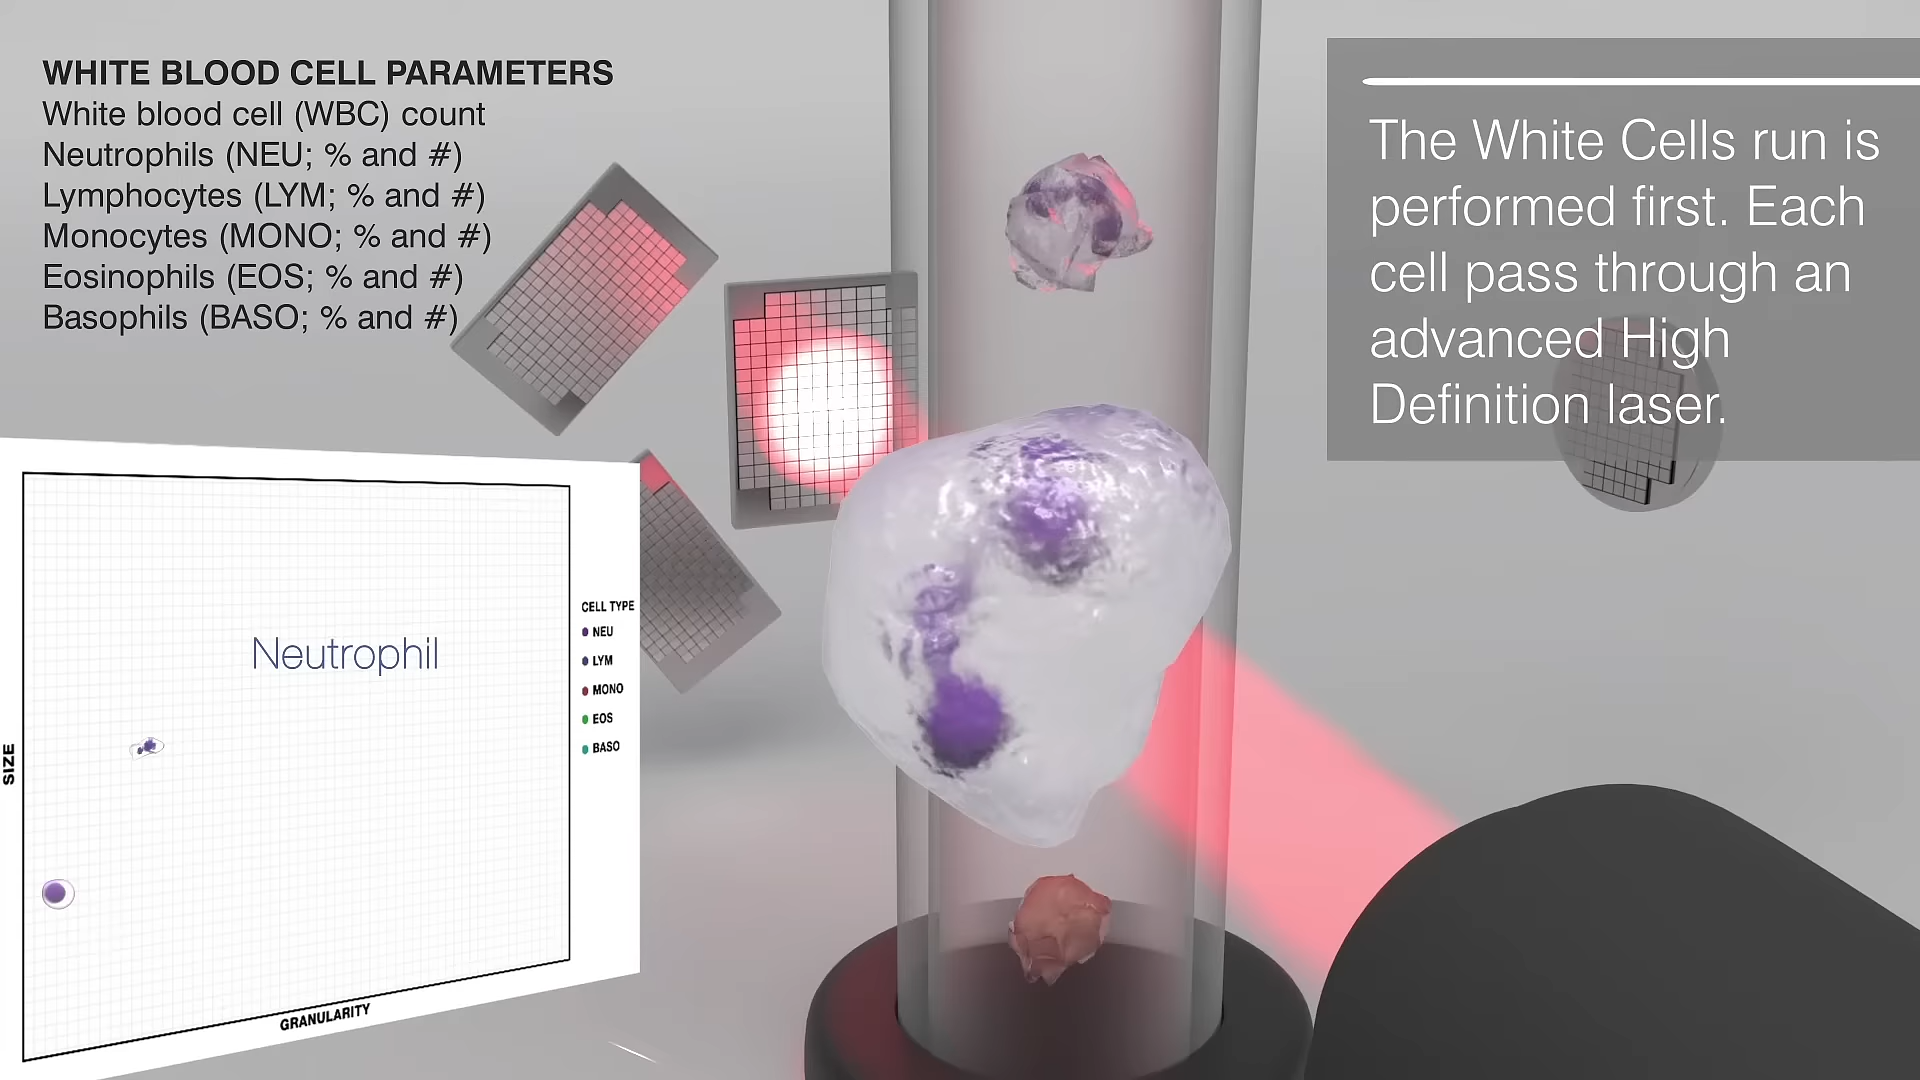 WHITE BLOOD CELL PARAMETERS
White blood cell (WBC) count
Neutrophils (NEU; % and #)
Lymphocytes (LYM; % and #)
Monocytes (MONO; % and #)
Eosinophils (EOS; % and #)
Basophils (BASO; % and #)
The White Cells run is
performed first. Each
cell pass through an
advanced High
Definition laser.
Neutrophil
CELL TYPE
NEU
LYM
MONO
EOS
BASO
SIZE
GRANULARITY